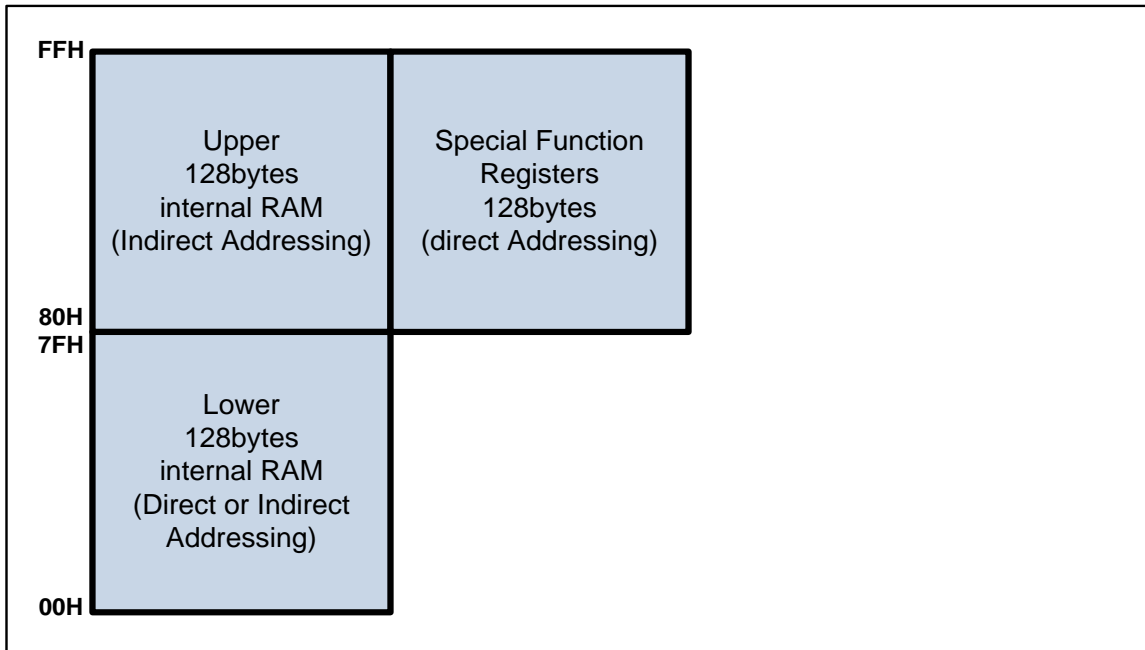 FFH
Upper
128bytes
internal RAM
(Indirect Addressing)
Special Function
Registers
128bytes
(direct Addressing)
80H
7FH
Lower
128bytes
internal RAM
(Direct or Indirect
Addressing)
00H